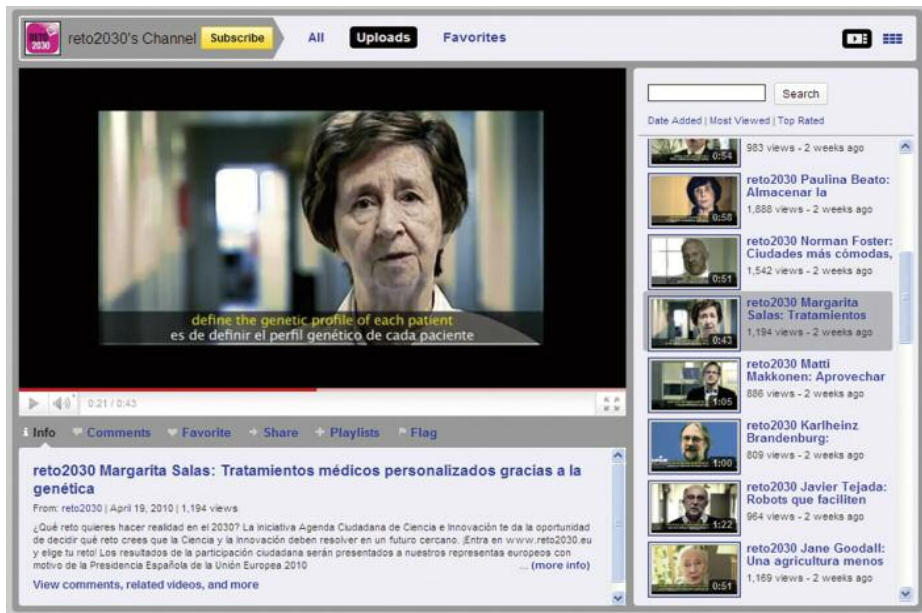 RETO
2030
reto2030's Channel
Subscribe
All
Uploads
Favorites
define the genetic profile of each patient
es de definir el perfil genético de cada paciente
0:21 / 0:43
Info
Comments
Favorite
Share
Playlists
Flag
reto2030 Margarita Salas: Tratamientos médicos personalizados gracias a la
genética
From: reto2030 | April 19, 2010 | 1,194 views
¿Qué reto quieres hacer realidad en el 2030? La iniciativa Agenda Ciudadana de Ciencia e Innovación te da la oportunidad
de decidir qué reto crees que la Ciencia y la Innovación deben resolver en un futuro cercano. ¡Entra en www.reto2030.eu
y elige tu reto! Los resultados de la participación ciudadana serán presentados a nuestros representas europeos con
motivo de la Presidencia Española de la Unión Europea 2010
... (more info)
View comments, related videos, and more
Search
Date Added | Most Viewed | Top Rated
0:54
983 views - 2 weeks ago
reto2030 Paulina Beato:
Almacenar la
1,888 views - 2 weeks ago
0:58
reto2030 Norman Foster:
Ciudades más cómodas,
1,542 views - 2 weeks ago
0:51
reto2030 Margarita
Salas: Tratamientos
1,194 views - 2 weeks ago
0:43
reto2030 Matti
Makkonen: Aprovechar
886 views - 2 weeks ago
1:05
reto2030 Karlheinz
Brandenburg:
809 views - 2 weeks ago
1:00
reto2030 Javier Tejada:
Robots que faciliten
964 views - 2 weeks ago
1:22
reto2030 Jane Goodall:
Una agricultura menos
1,169 views - 2 weeks ago
0:51